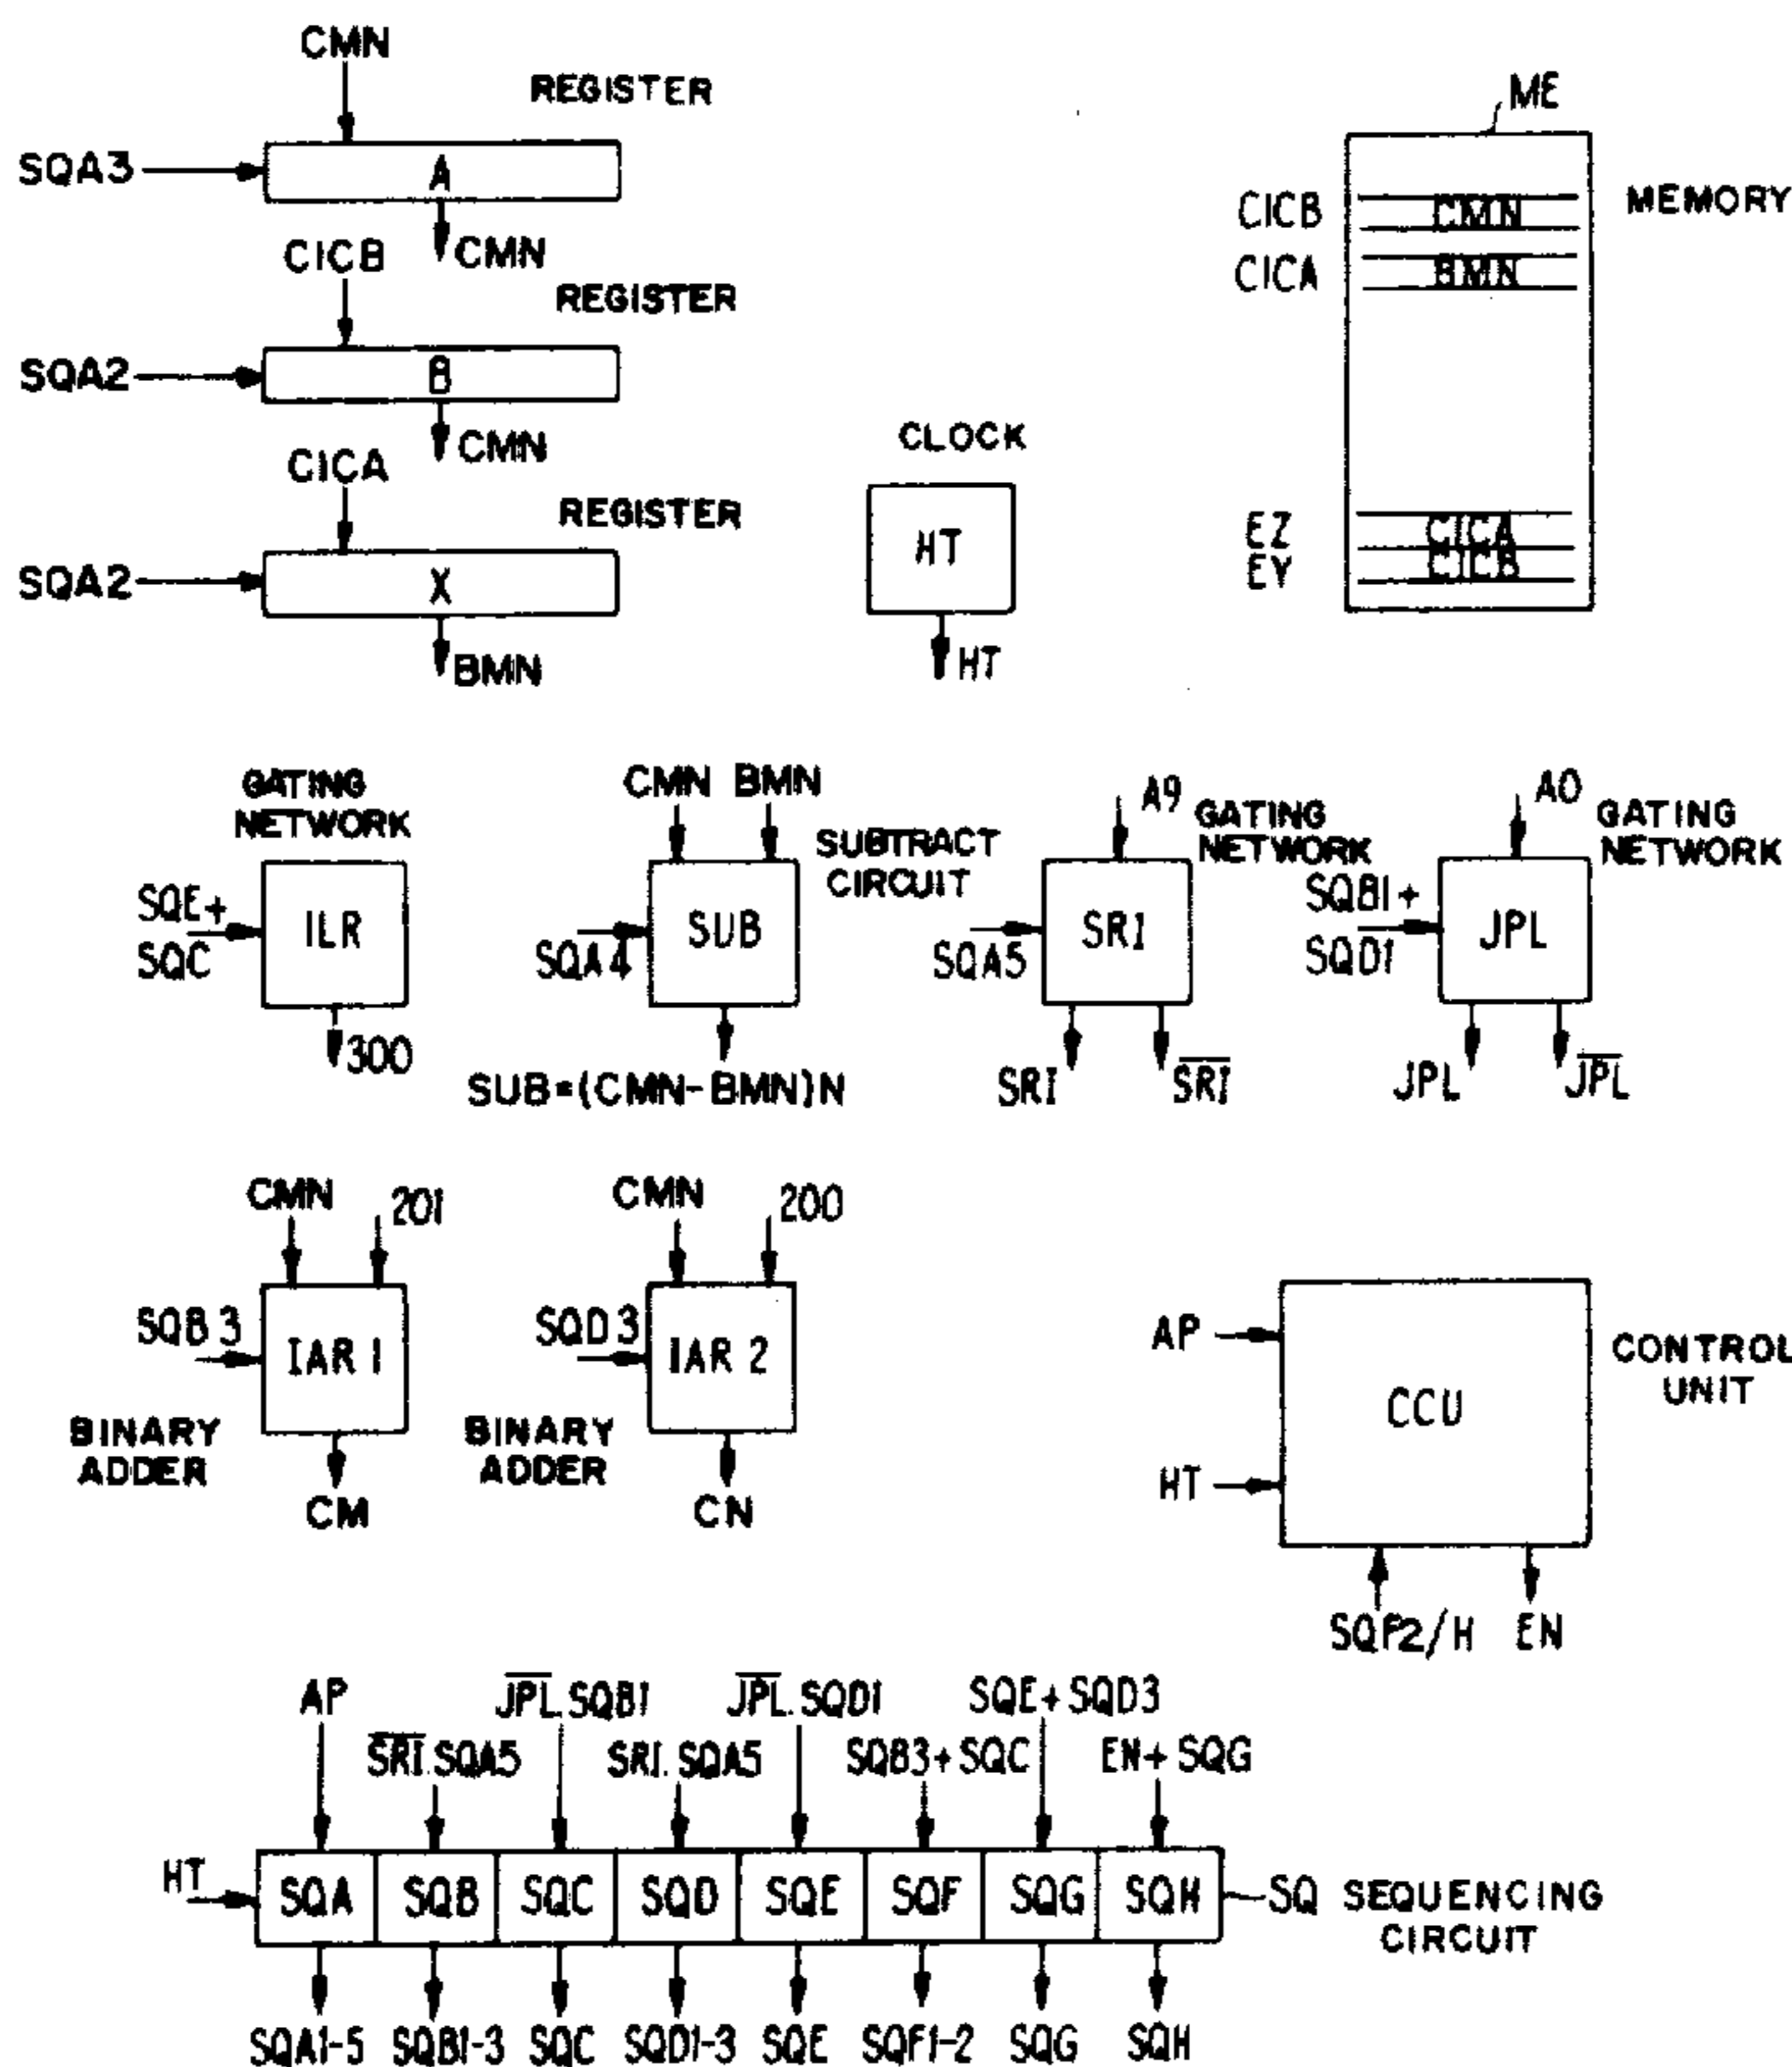 CMN
REGISTER
SQA3
A
CMN
CICB
REGISTER
SQA2
B
CMN
CICA
REGISTER
SQA2
X
BMN
CLOCK
HT
HT
ME
MEMORY
CICB
CMN
CICA
BMN
EZ
CICA
EY
CICB
GATING
NETWORK
SQE+
SQC
ILR
300
CMN BMN
SUBTRACT
CIRCUIT
SQA4
SUB
SUB=(CMN-BMN)N
A9
GATING
NETWORK
SQA5
SRI
SRI
S̅R̅I̅
A0
GATING
NETWORK
SQB1+
SQD1
JPL
JPL
J̅P̅L̅
CMN
201
SQB3
IAR 1
BINARY
ADDER
CM
CMN
200
SQD3
IAR 2
BINARY
ADDER
CN
AP
HT
CCU
CONTROL
UNIT
SQF2/H
EN
AP
J̅P̅L̅.SQB1
J̅P̅L̅.SQD1
SQE+SQD3
S̅R̅I̅.SQA5
SRI.SQA5
SQB3+SQC
EN+SQG
HT
SQA
SQB
SQC
SQD
SQE
SQF
SQG
SQH
SQ SEQUENCING
CIRCUIT
SQA1-5
SQB1-3
SQC
SQD1-3
SQE
SQF1-2
SQG
SQH